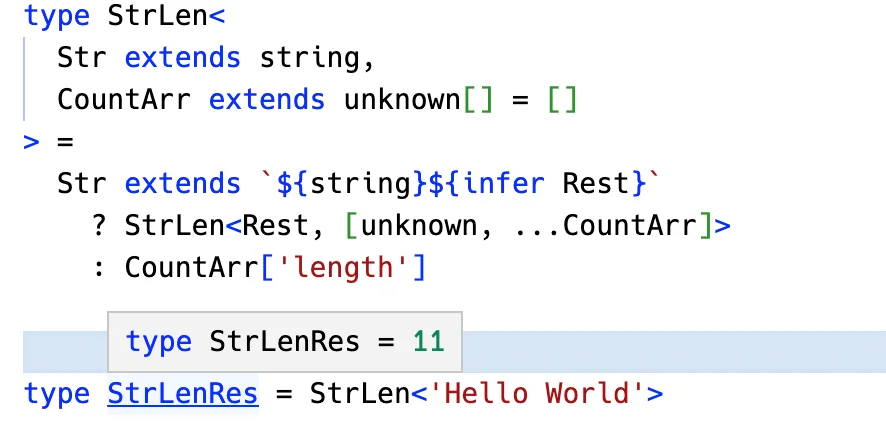 type StrLen<
  Str extends string,
  CountArr extends unknown[] = []
> =
  Str extends `${string}${infer Rest}`
    ? StrLen<Rest, [unknown, ...CountArr]>
    : CountArr['length']
type StrLenRes = 11
type StrLenRes = StrLen<'Hello World'>